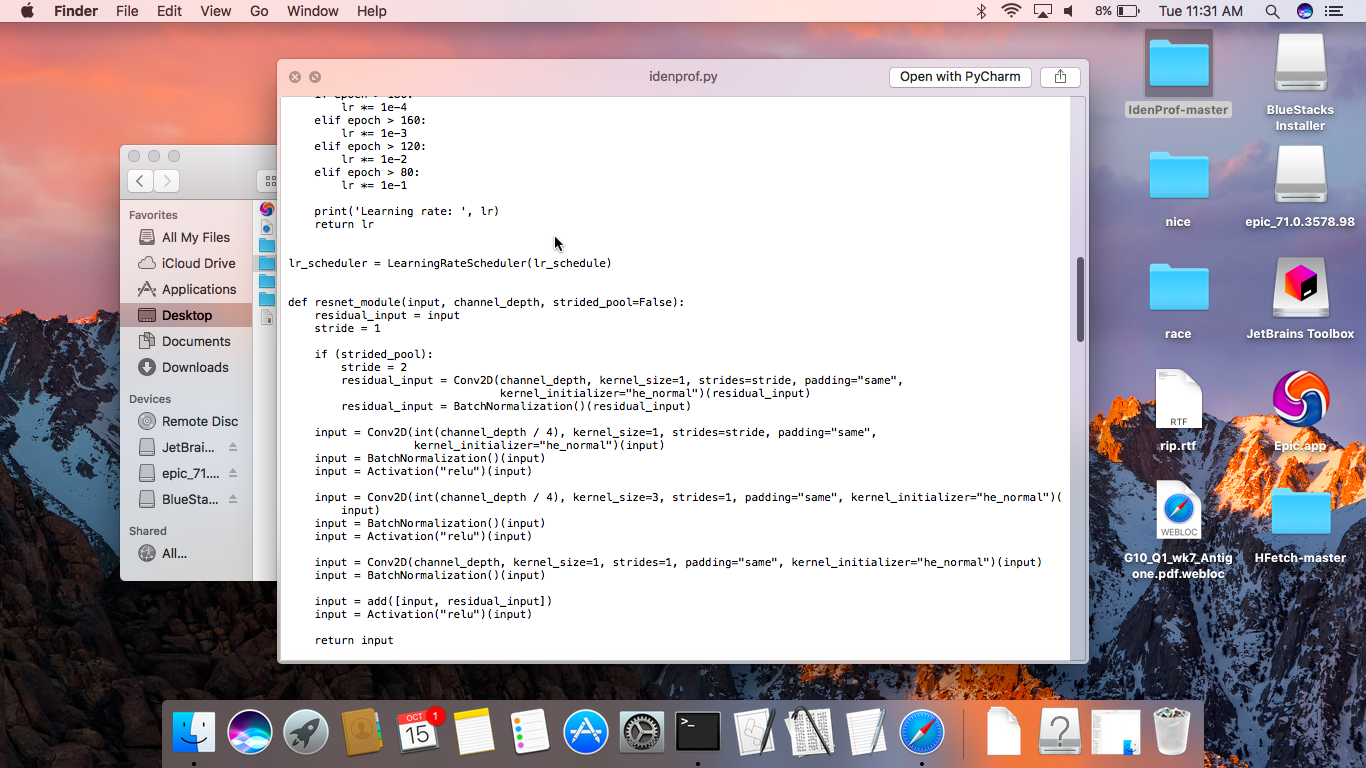 Finder File Edit View Go Window Help 8% Tue 11:31 AM
idenprof.py
Open with PyCharm
lr *= 1e-4
elif epoch > 160:
lr *= 1e-3
elif epoch > 120:
lr *= 1e-2
elif epoch > 80:
lr *= 1e-1
print('Learning rate: ', lr)
return lr
lr_scheduler = LearningRateScheduler(lr_schedule)
def resnet_module(input, channel_depth, strided_pool=False):
residual_input = input
stride = 1
if (strided_pool):
stride = 2
residual_input = Conv2D(channel_depth, kernel_size=1, strides=stride, padding="same",
kernel_initializer="he_normal")(residual_input)
residual_input = BatchNormalization()(residual_input)
input = Conv2D(int(channel_depth / 4), kernel_size=1, strides=stride, padding="same",
kernel_initializer="he_normal")(input)
input = BatchNormalization()(input)
input = Activation("relu")(input)
input = Conv2D(int(channel_depth / 4), kernel_size=3, strides=1, padding="same", kernel_initializer="he_normal")(
input)
input = BatchNormalization()(input)
input = Activation("relu")(input)
input = Conv2D(channel_depth, kernel_size=1, strides=1, padding="same", kernel_initializer="he_normal")(input)
input = BatchNormalization()(input)
input = add([input, residual_input])
input = Activation("relu")(input)
return input
Favorites
All My Files
iCloud Drive
Applications
Desktop
Documents
Downloads
Devices
Remote Disc
JetBrai...
epic_71....
BlueSta...
Shared
All...
IdenProf-master
BlueStacks
Installer
nice
epic_71.0.3578.98
race
JetBrains Toolbox
RTF
rip.rtf
Epic.app
WEBLOC
G10_Q1_wk7_Antig
one.pdf.webloc
HFetch-master
OCT
15
1